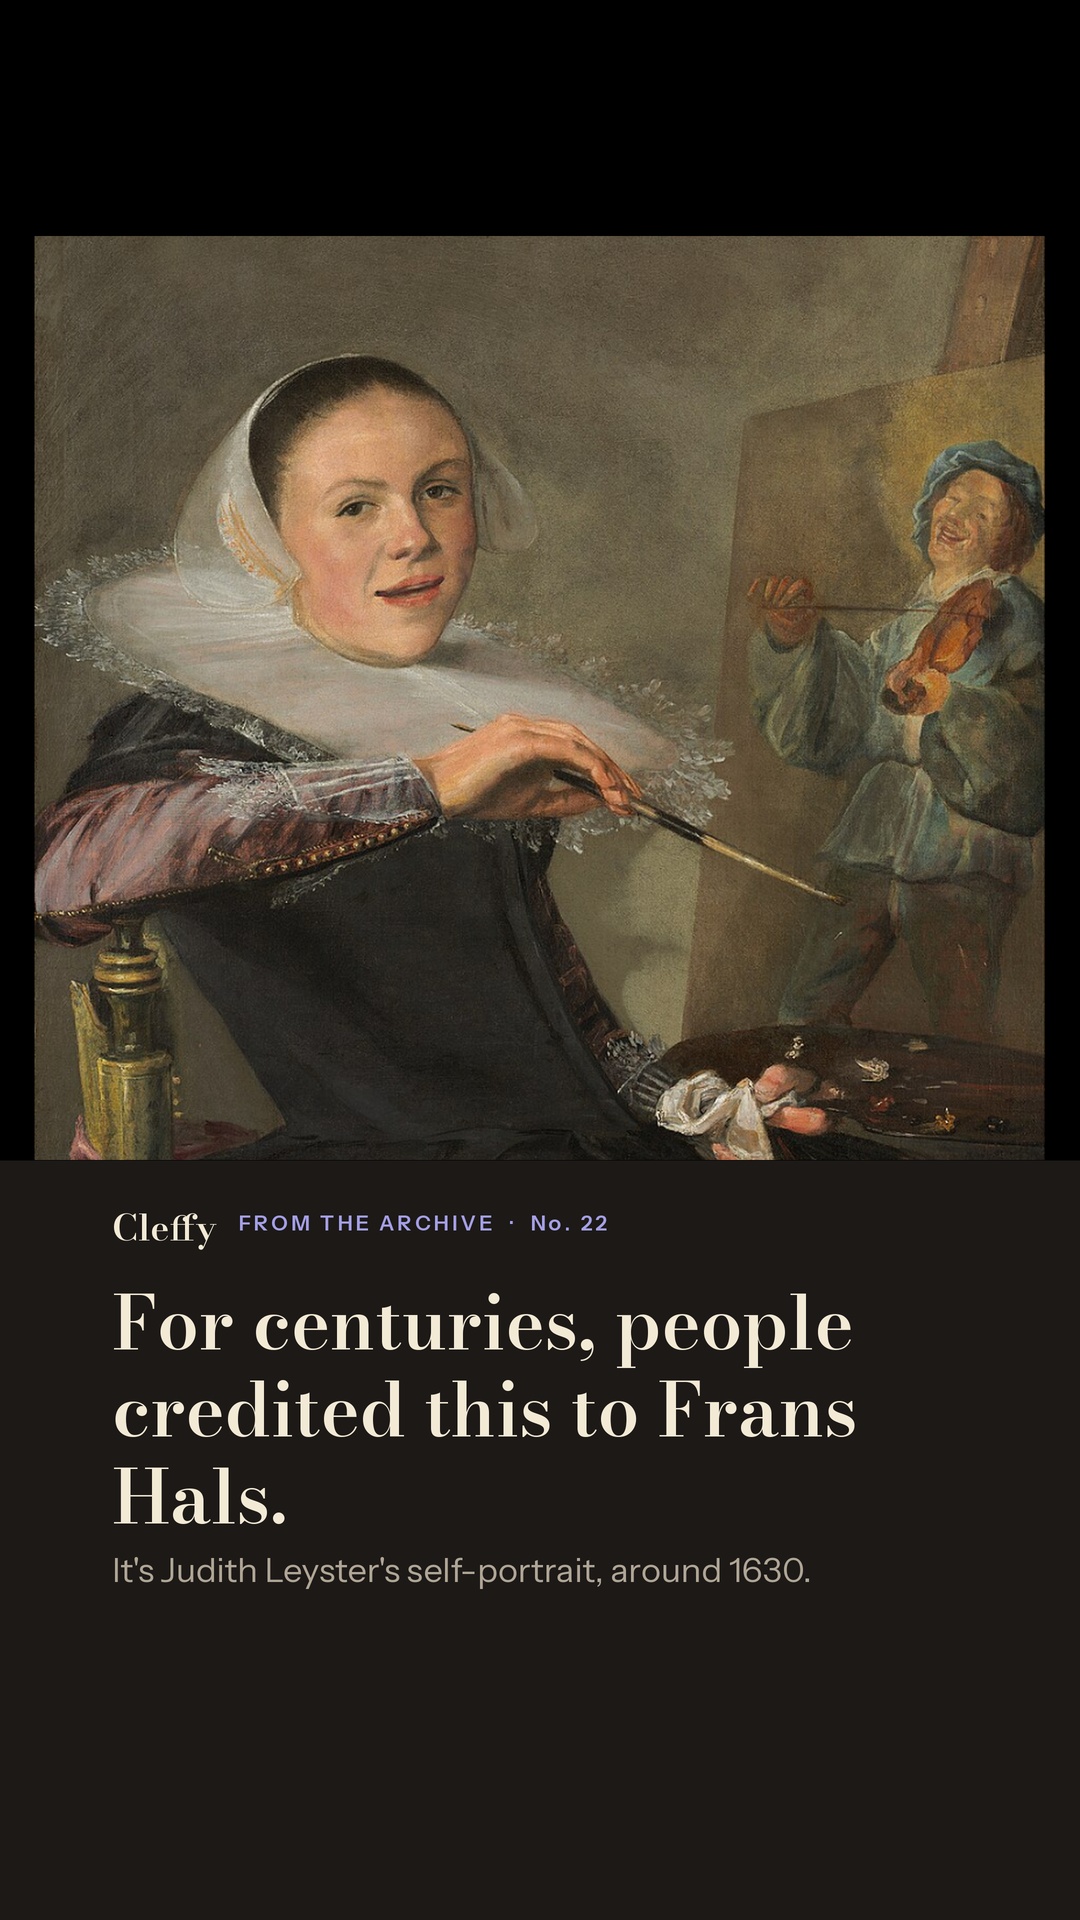 Cleffy FROM THE ARCHIVE · No. 22
For centuries, people
credited this to Frans
Hals.
It's Judith Leyster's self-portrait, around 1630.